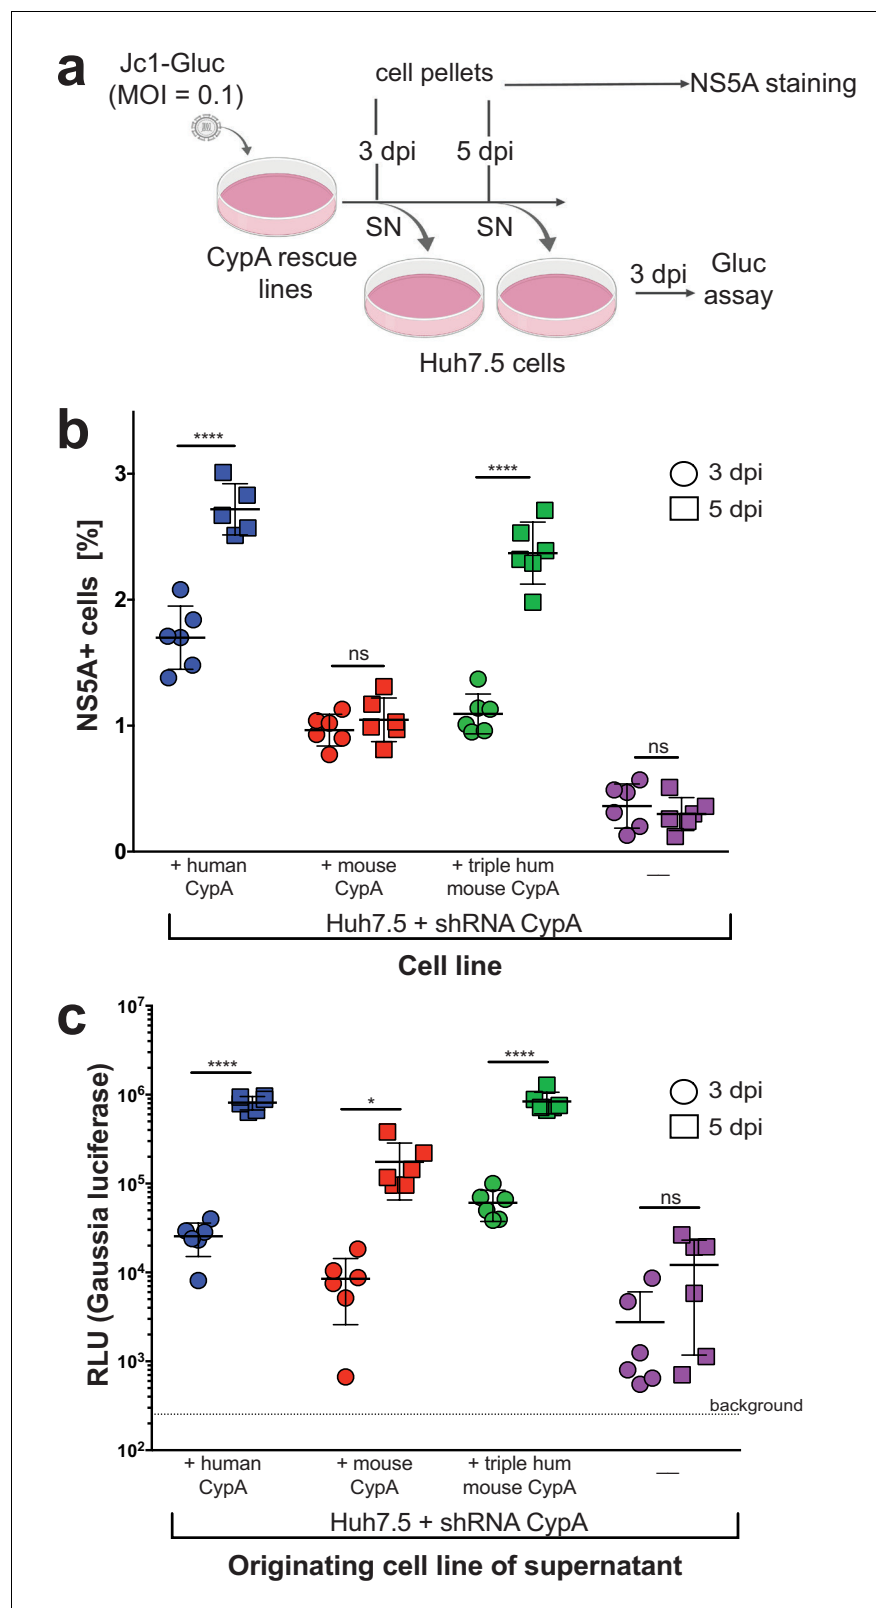 a
Jc1-Gluc
(MOI = 0.1)
cell pellets
NS5A staining
3 dpi
5 dpi
SN
SN
CypA rescue
lines
3 dpi
Gluc
assay
Huh7.5 cells
b
****
****
ns
ns
3 dpi
5 dpi
NS5A+ cells [%]
3
2
1
0
+ human
CypA
+ mouse
CypA
+ triple hum
mouse CypA
—
Huh7.5 + shRNA CypA
Cell line
c
****
*
****
ns
3 dpi
5 dpi
RLU (Gaussia luciferase)
10⁷
10⁶
10⁵
10⁴
10³
10²
background
+ human
CypA
+ mouse
CypA
+ triple hum
mouse CypA
—
Huh7.5 + shRNA CypA
Originating cell line of supernatant